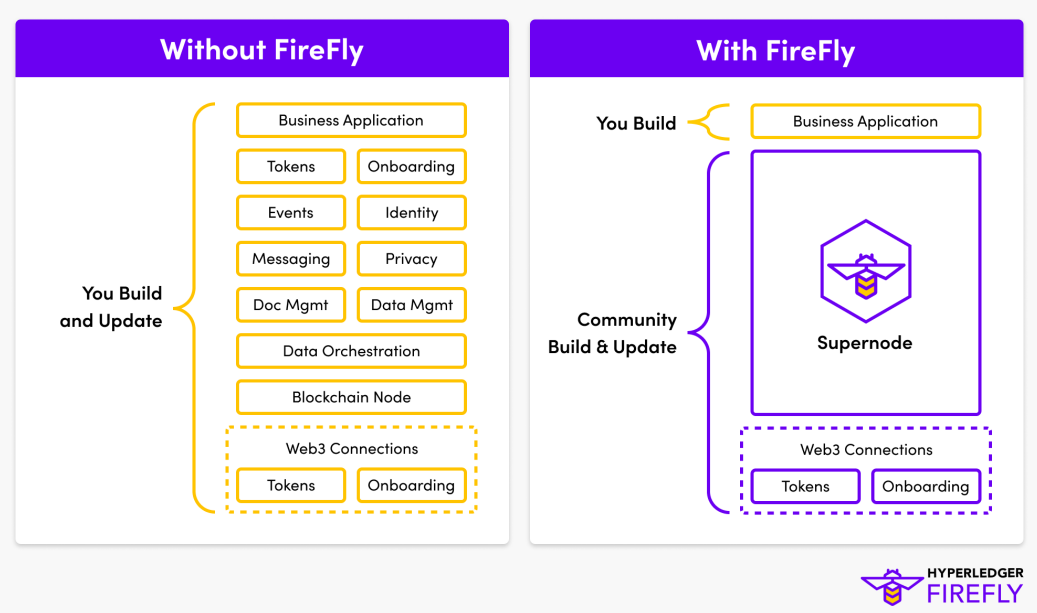 Without FireFly
You Build
and Update
Business Application
Tokens
Onboarding
Events
Identity
Messaging
Privacy
Doc Mgmt
Data Mgmt
Data Orchestration
Blockchain Node
Web3 Connections
Tokens
Onboarding
With FireFly
You Build
Business Application
Community
Build & Update
Supernode
Web3 Connections
Tokens
Onboarding
HYPERLEDGER
FIREFLY